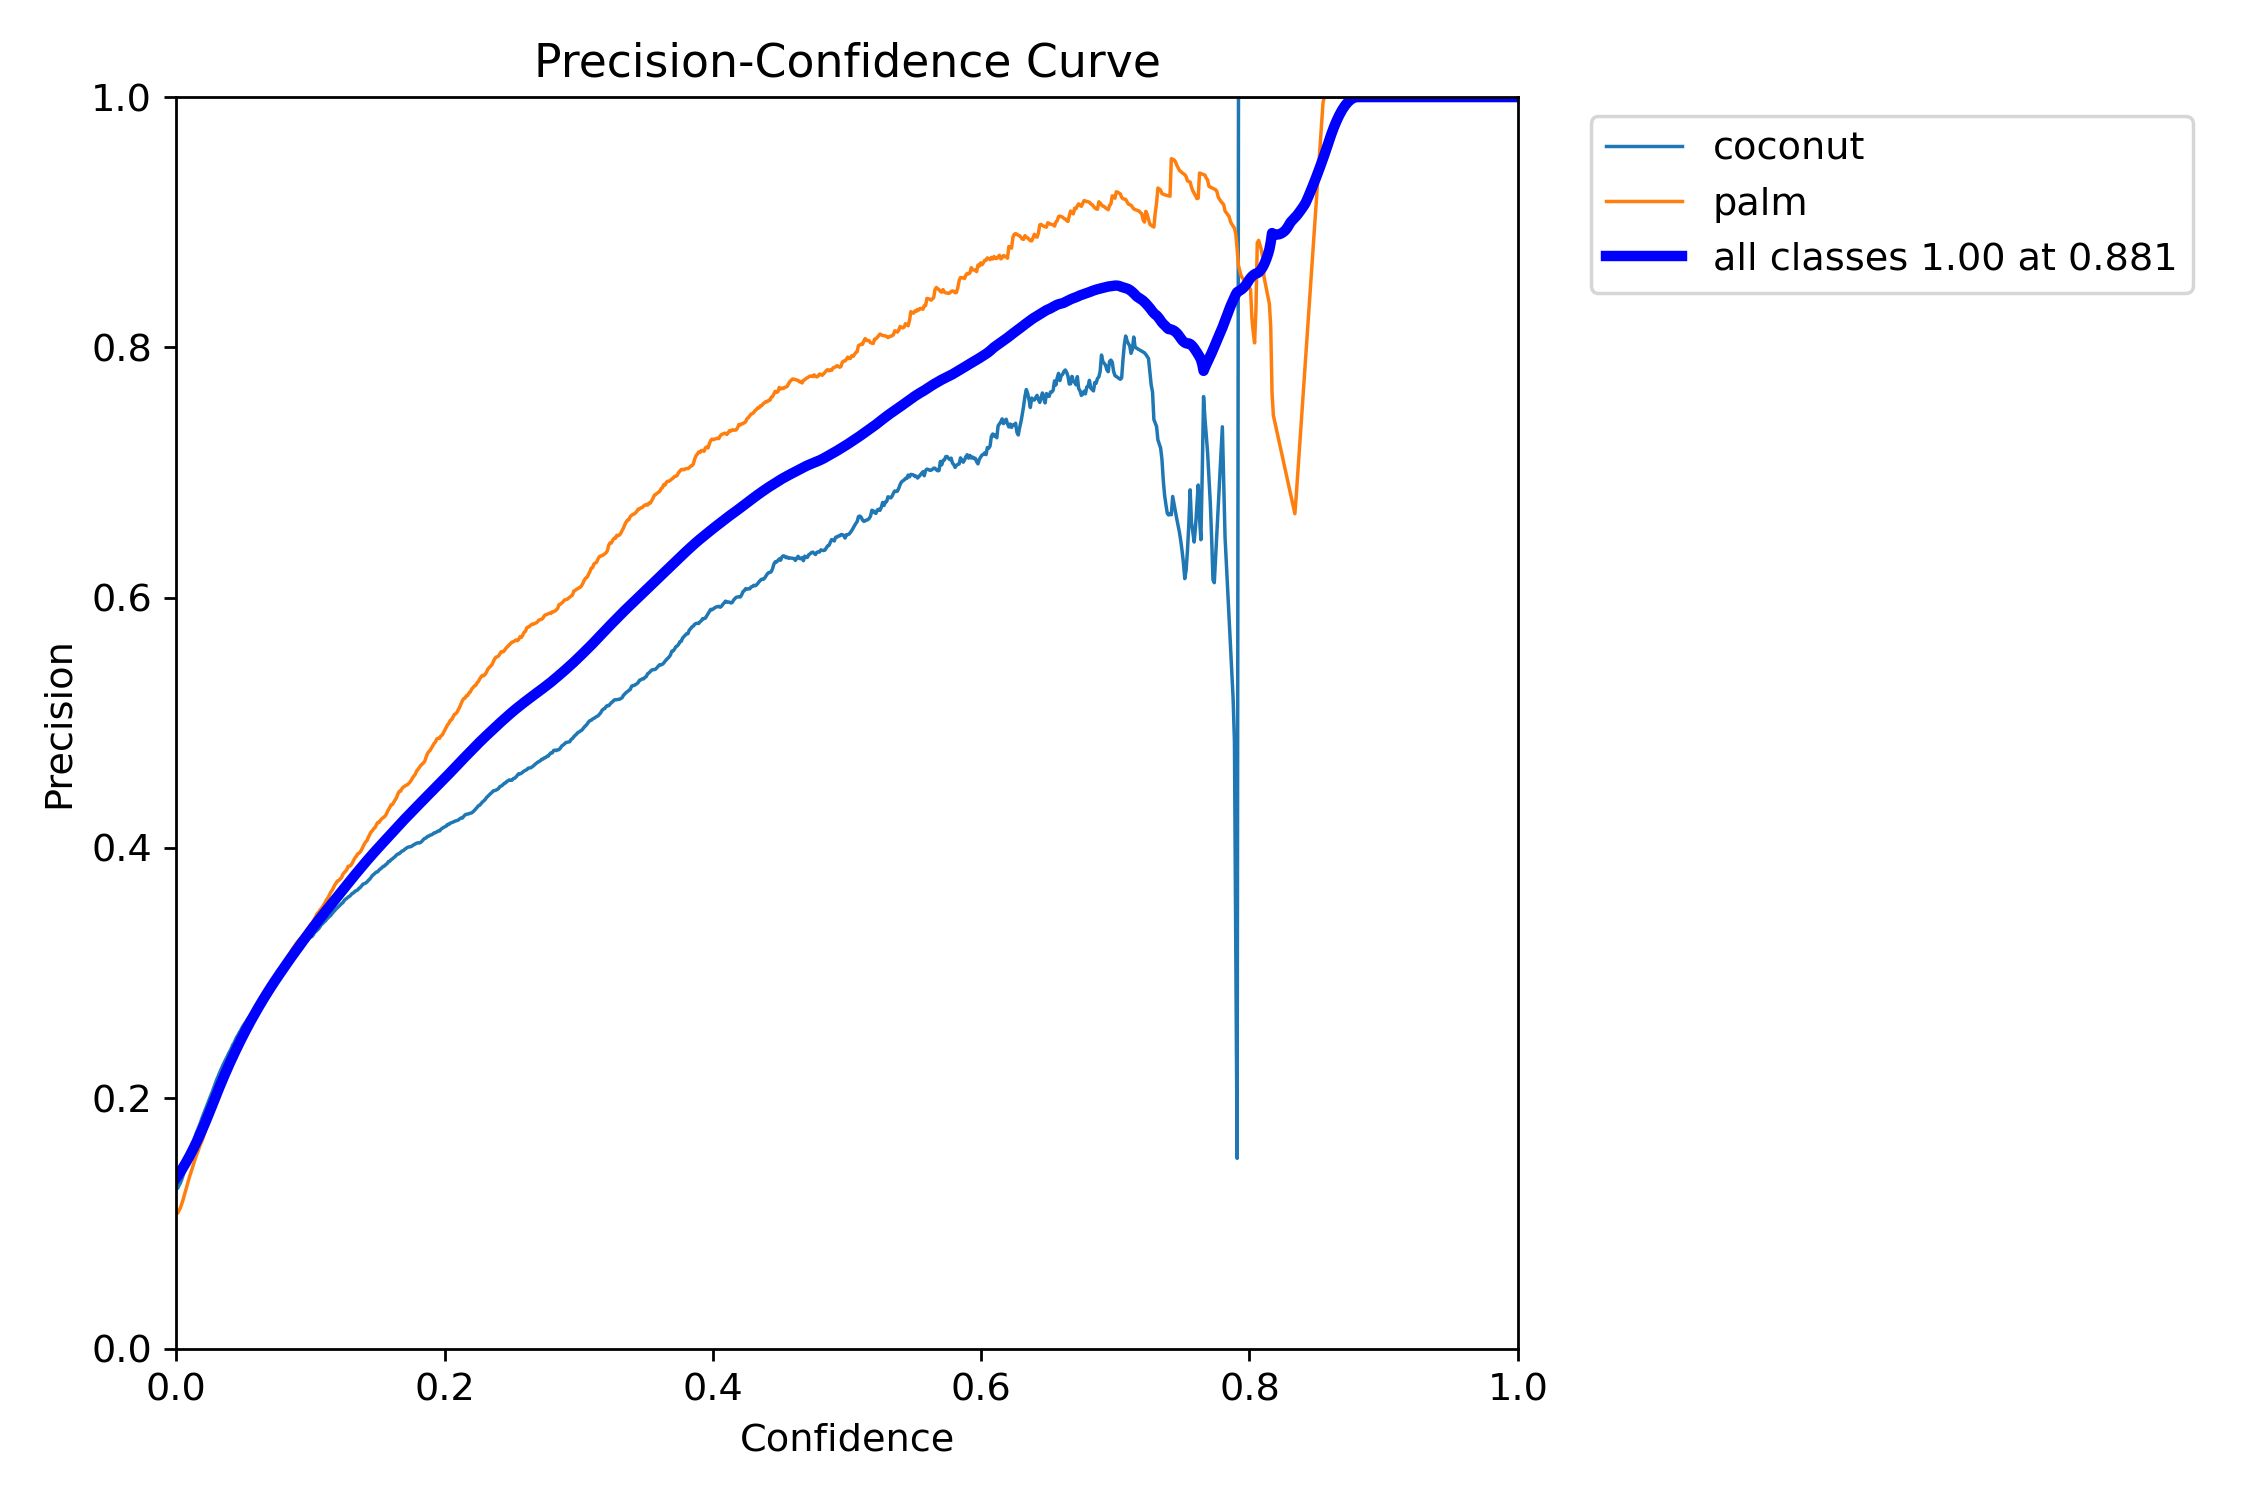 Precision-Confidence Curve
1.0
0.8
0.6
0.4
0.2
0.0
Precision
0.0 0.2 0.4 0.6 0.8 1.0
Confidence
coconut
palm
all classes 1.00 at 0.881